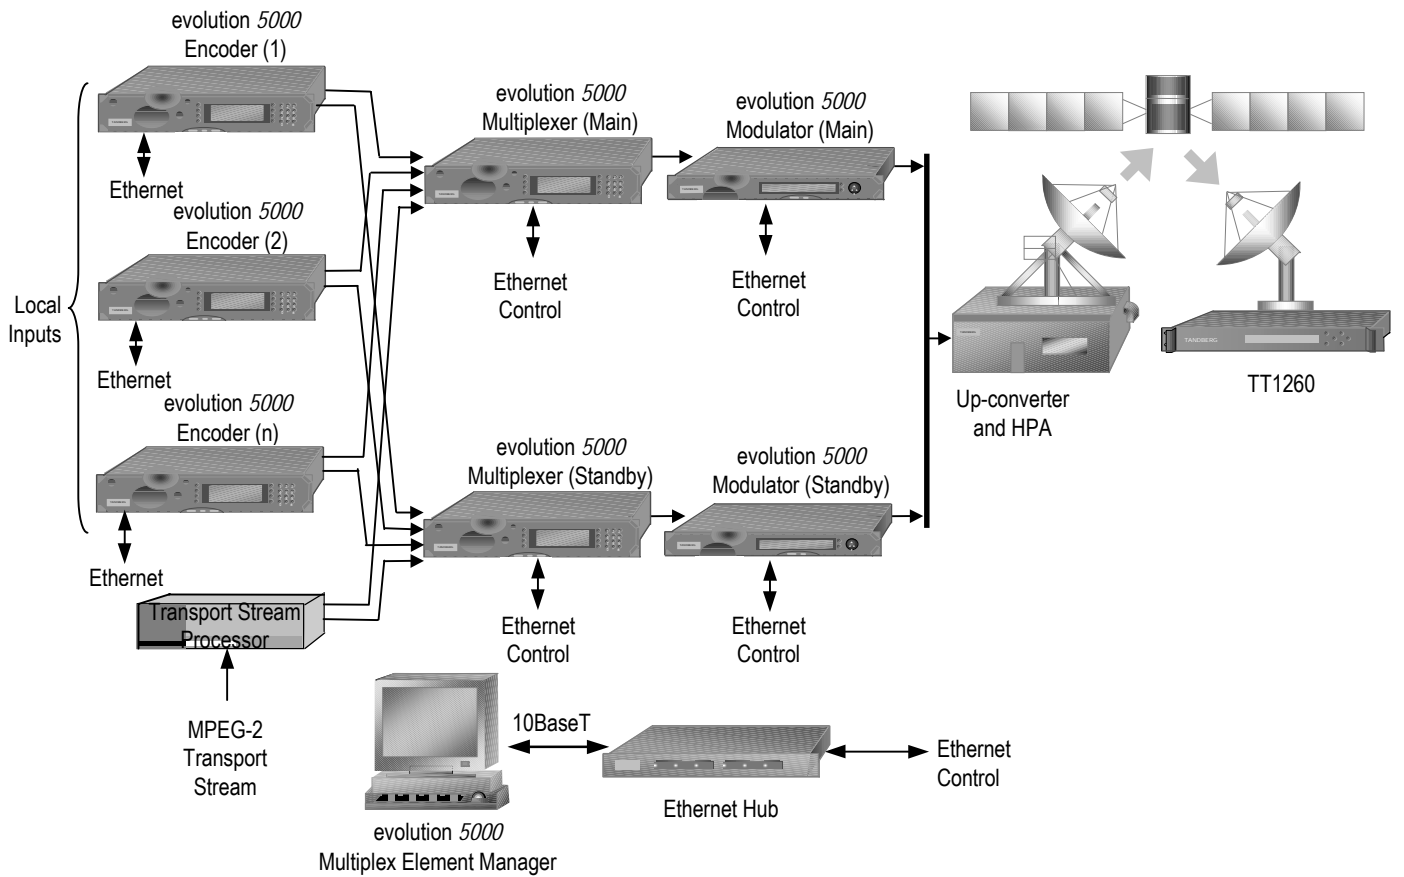 evolution 5000
Encoder (1)
Ethernet
evolution 5000
Encoder (2)
Ethernet
evolution 5000
Encoder (n)
Ethernet
Local
Inputs
Transport Stream
Processor
MPEG-2
Transport
Stream
evolution 5000
Multiplexer (Main)
Ethernet
Control
evolution 5000
Modulator (Main)
Ethernet
Control
evolution 5000
Multiplexer (Standby)
Ethernet
Control
evolution 5000
Modulator (Standby)
Ethernet
Control
Up-converter
and HPA
TANDBERG
TT1260
10BaseT
evolution 5000
Multiplex Element Manager
Ethernet Hub
Ethernet
Control